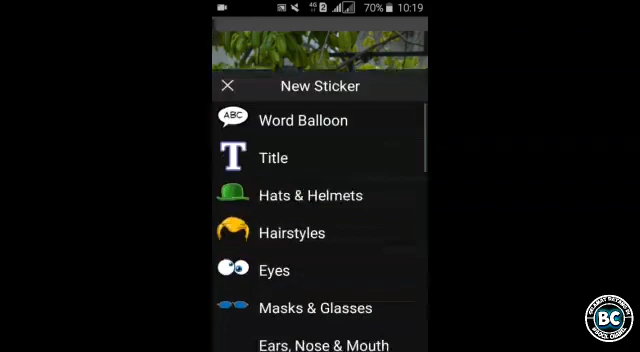 4G
2
70%
10:19
New Sticker
ABC
Word Balloon
T
Title
Hats & Helmets
Hairstyles
Eyes
Masks & Glasses
Ears, Nose & Mouth
BC